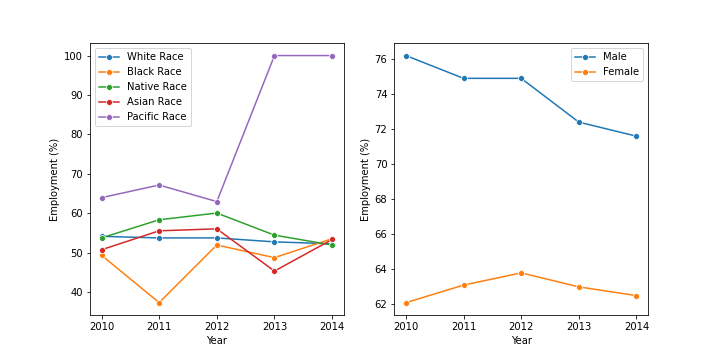 White Race
Black Race
Native Race
Asian Race
Pacific Race
100
90
80
70
60
50
40
Employment (%)
2010 2011 2012 2013 2014
Year
Male
Female
76
74
72
70
68
66
64
62
Employment (%)
2010 2011 2012 2013 2014
Year